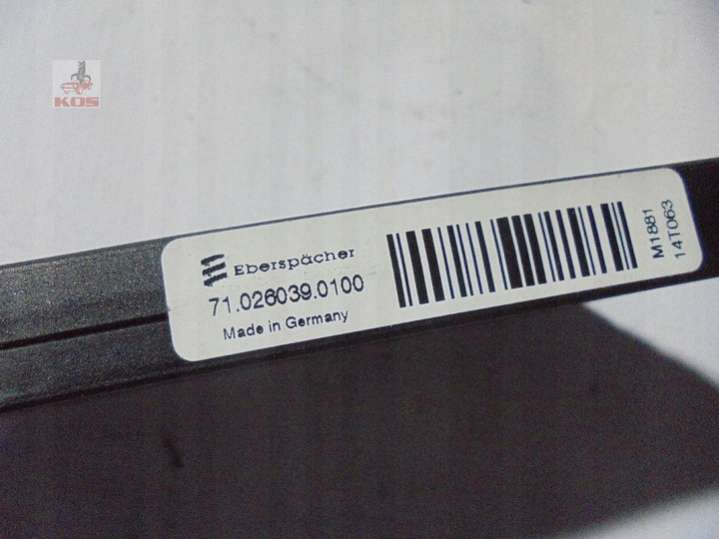 KOS
Eberspächer
71.026039.0100
Made in Germany
M1881
14T063